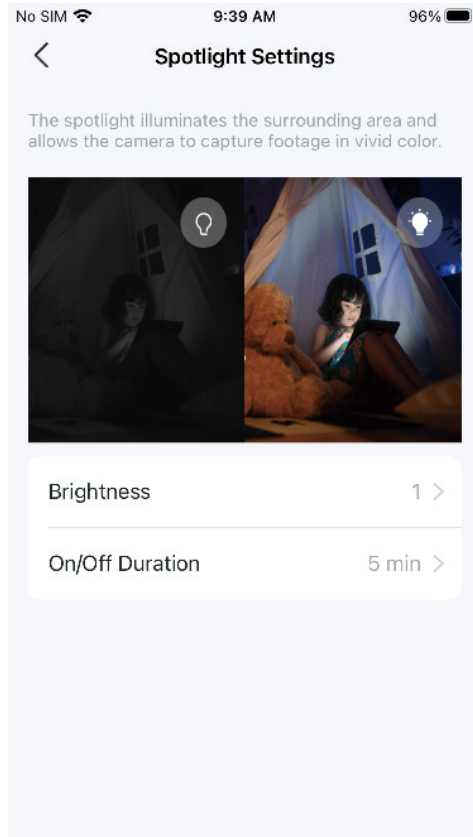 No SIM 9:39 AM 96%
Spotlight Settings
The spotlight illuminates the surrounding area and
allows the camera to capture footage in vivid color.
Brightness 1
On/Off Duration 5 min